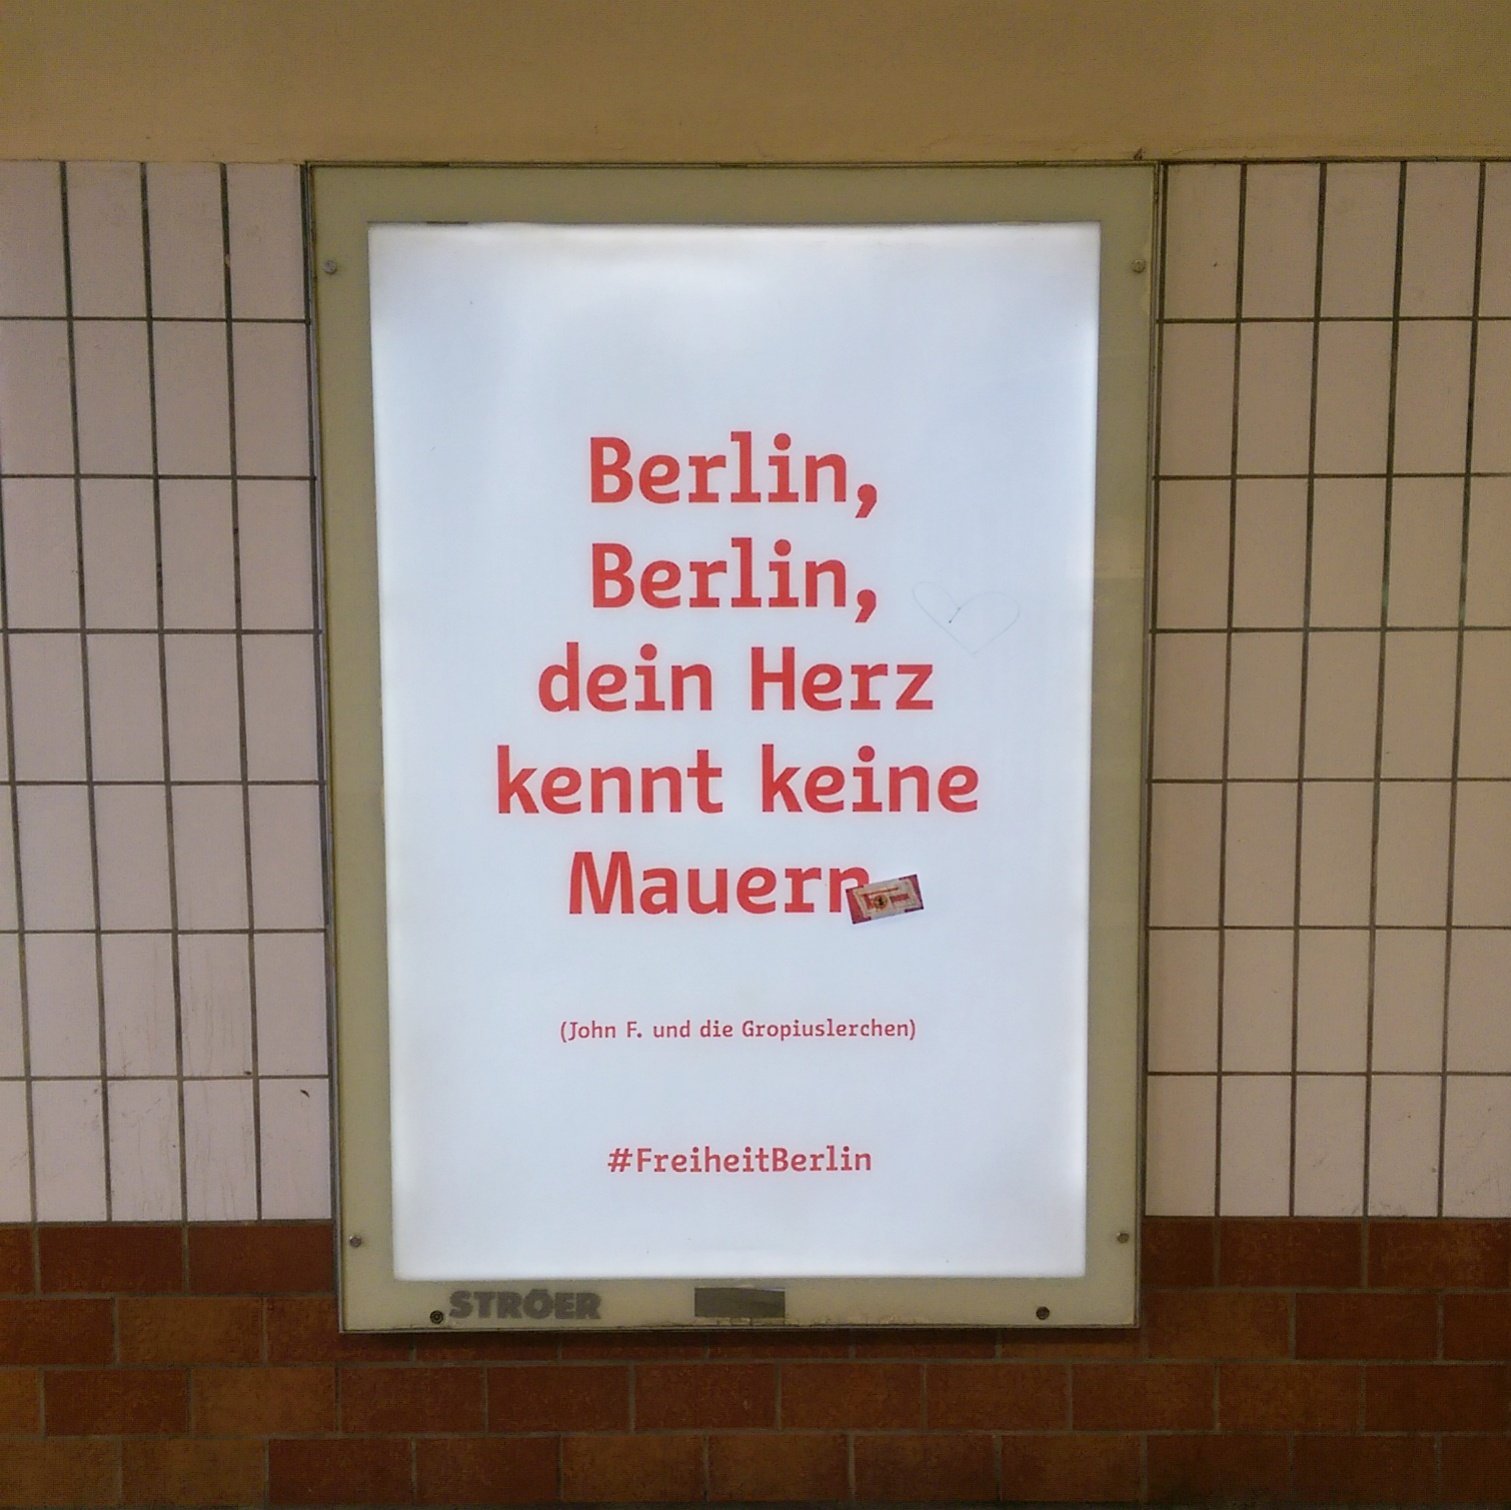 Berlin,
Berlin,
dein Herz
kennt keine
Mauern
(John F. und die Gropiuslerchen)
#FreiheitBerlin
STRÖER